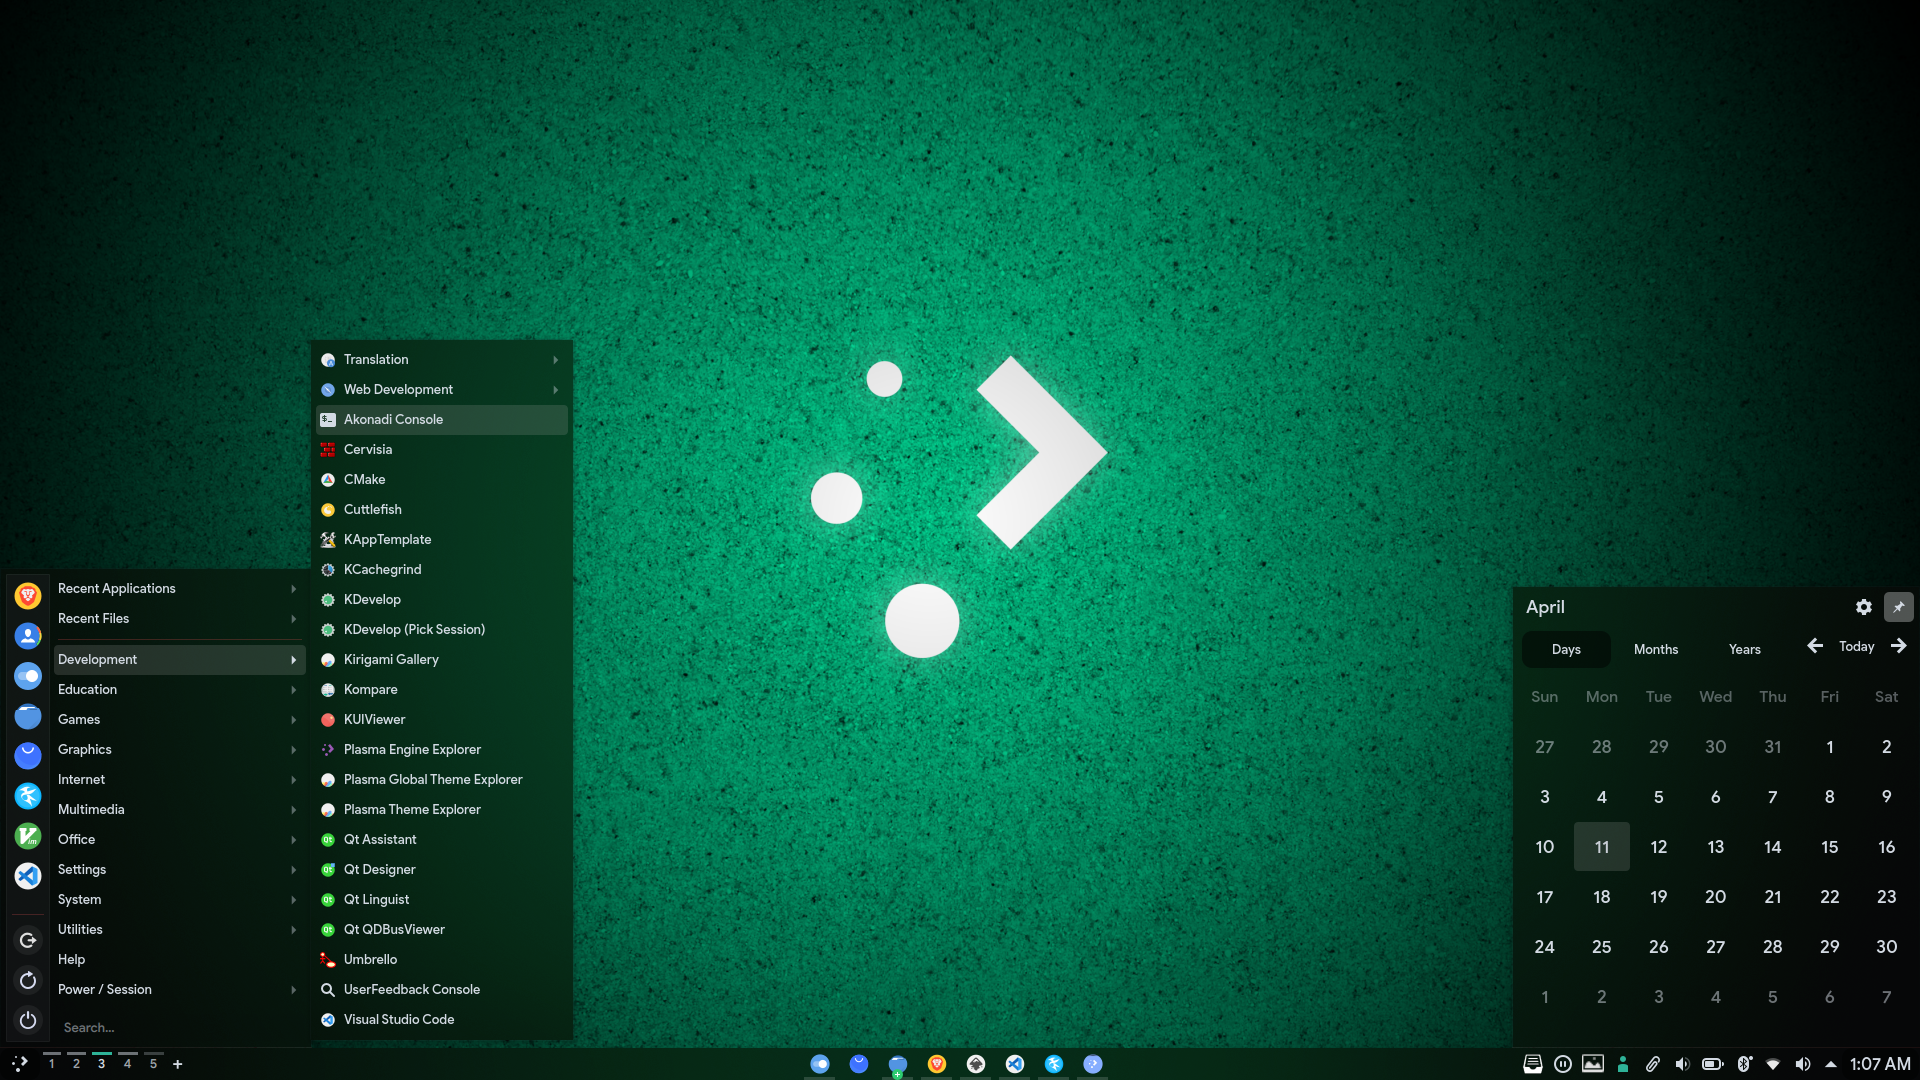 Translation
Web Development
Akonadi Console
Cervisia
CMake
Cuttlefish
KAppTemplate
KCachegrind
KDevelop
KDevelop (Pick Session)
Kirigami Gallery
Kompare
KUIViewer
Plasma Engine Explorer
Plasma Global Theme Explorer
Plasma Theme Explorer
Qt Assistant
Qt Designer
Qt Linguist
Qt QDBusViewer
Umbrello
UserFeedback Console
Visual Studio Code
Recent Applications
Recent Files
Development
Education
Games
Graphics
Internet
Multimedia
Office
Settings
System
Utilities
Help
Power / Session
Search...
April
Days Months Years Today
Sun Mon Tue Wed Thu Fri Sat
27 28 29 30 31 1 2
3 4 5 6 7 8 9
10 11 12 13 14 15 16
17 18 19 20 21 22 23
24 25 26 27 28 29 30
1 2 3 4 5 6 7
1 2 3 4 5 +
1:07 AM